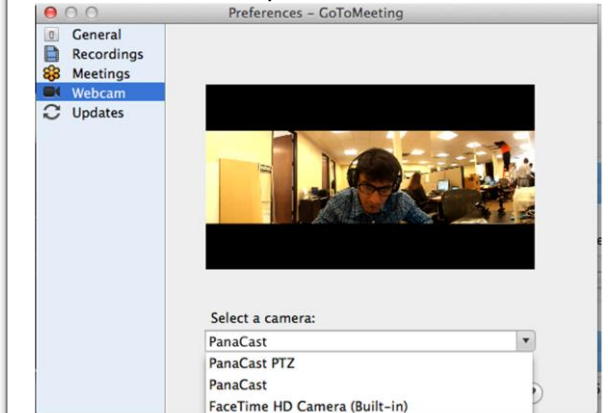 Preferences – GoToMeeting
General
Recordings
Meetings
Webcam
Updates
Select a camera:
PanaCast
PanaCast PTZ
PanaCast
FaceTime HD Camera (Built-in)